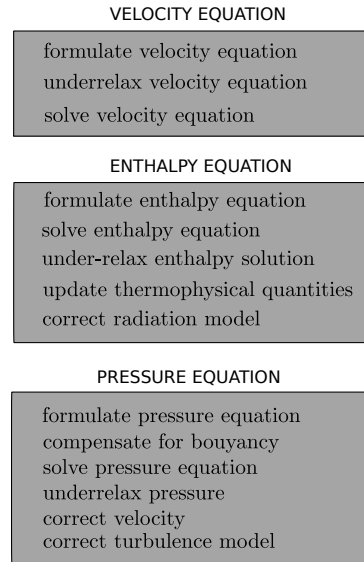 VELOCITY EQUATION
formulate velocity equation
underrelax velocity equation
solve velocity equation
ENTHALPY EQUATION
formulate enthalpy equation
solve enthalpy equation
under-relax enthalpy solution
update thermophysical quantities
correct radiation model
PRESSURE EQUATION
formulate pressure equation
compensate for bouyancy
solve pressure equation
underrelax pressure
correct velocity
correct turbulence model